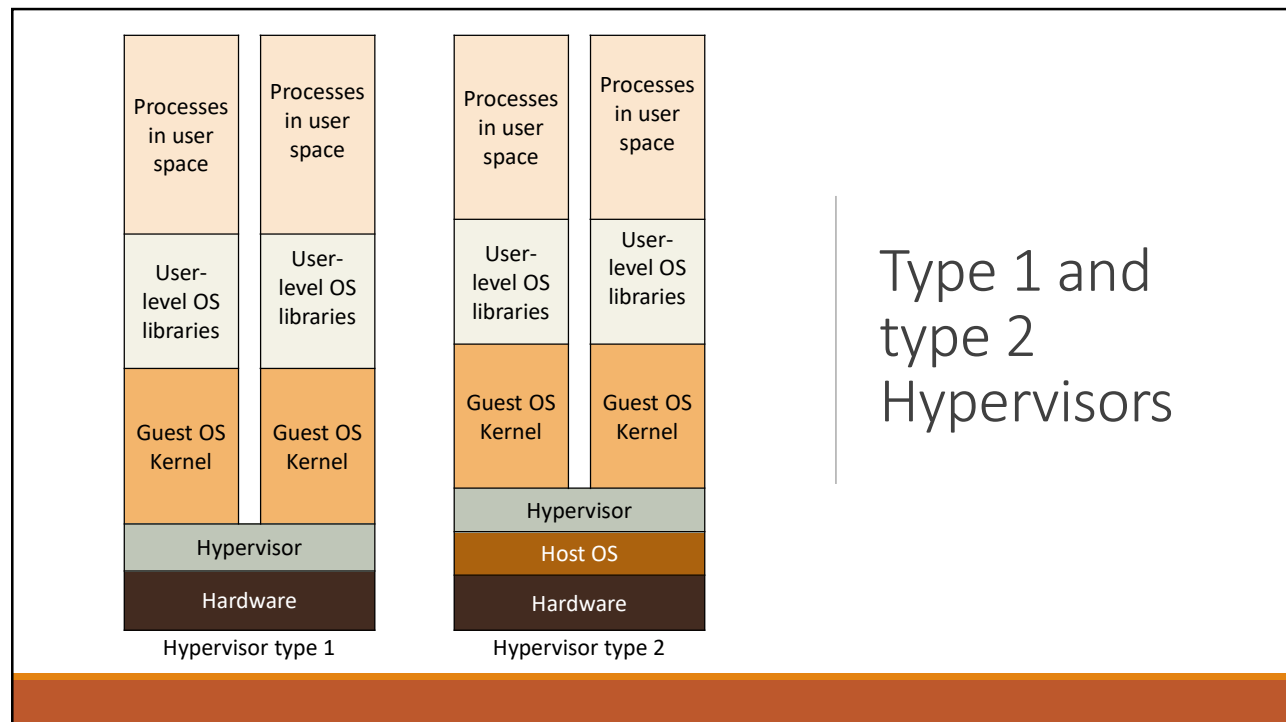 Processes
in user
space
Processes
in user
space
User-
level OS
libraries
User-
level OS
libraries
Guest OS
Kernel
Guest OS
Kernel
Hypervisor
Hardware
Hypervisor type 1
Processes
in user
space
Processes
in user
space
User-
level OS
libraries
User-
level OS
libraries
Guest OS
Kernel
Guest OS
Kernel
Hypervisor
Host OS
Hardware
Hypervisor type 2
Type 1 and
type 2
Hypervisors